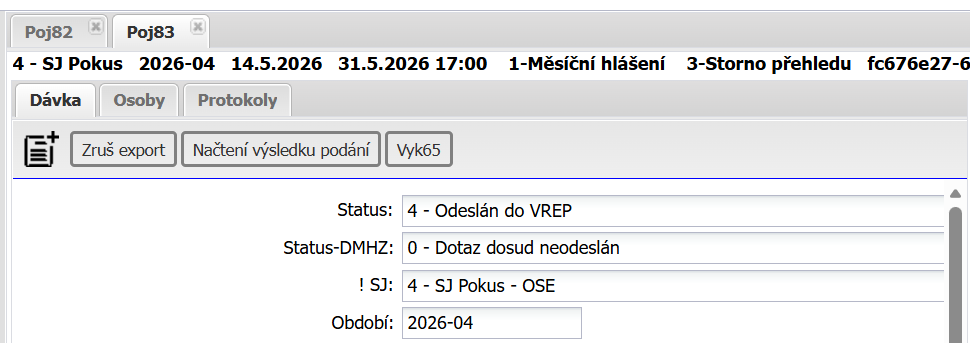 Poj82 Poj83
4 - SJ Pokus 2026-04 14.5.2026 31.5.2026 17:00 1-Měsíční hlášení 3-Storno přehledu fc676e27-6
Dávka Osoby Protokoly
Zruš export Načtení výsledku podání Vyk65
Status: 4 - Odeslán do VREP
Status-DMHZ: 0 - Dotaz dosud neodeslán
! SJ: 4 - SJ Pokus - OSE
Období: 2026-04